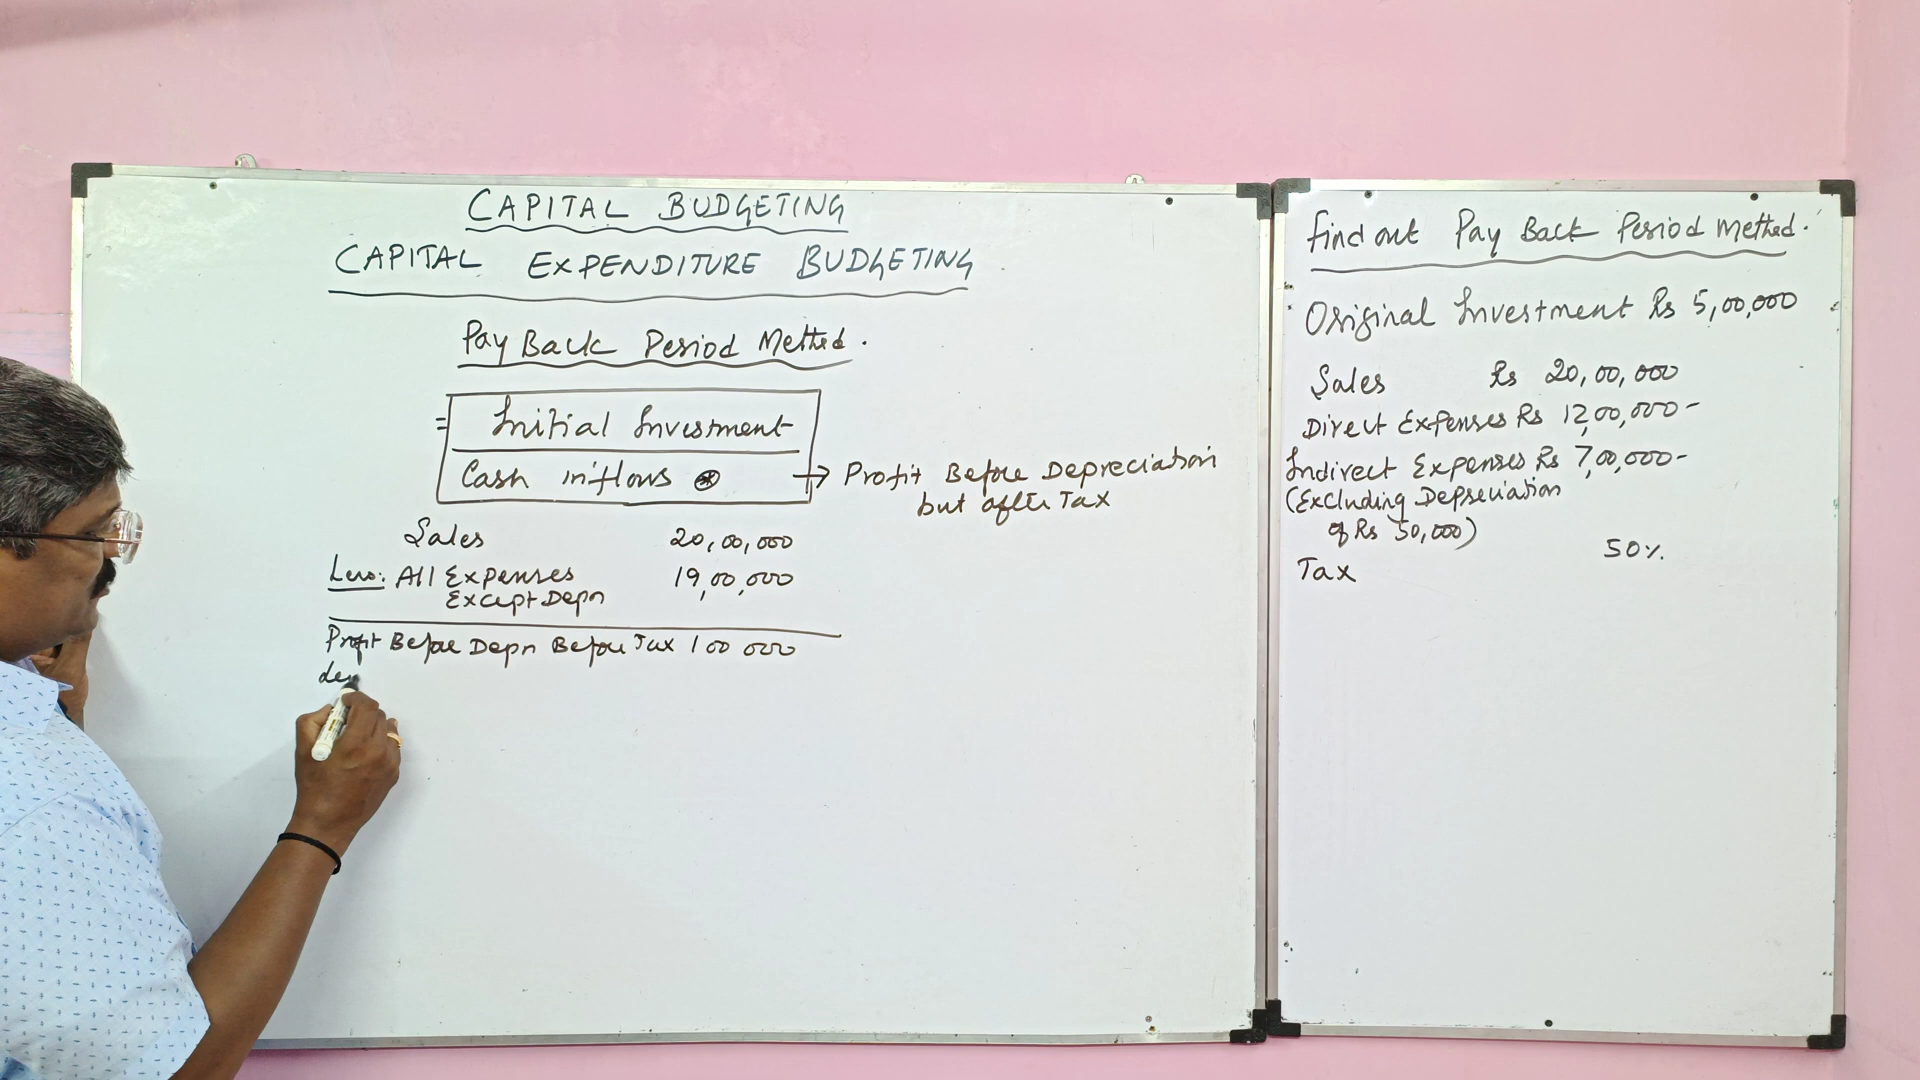 CAPITAL BUDGETING
CAPITAL EXPENDITURE BUDGETING
Pay Back Period Method.
= Initial Investment
Cash inflows → Profit Before Depreciation
but after Tax
Sales 20,00,000
Less: All Expenses 19,00,000
Except Depn
Profit Before Depn Before Tax 1 00 000
Les
Find out Pay Back Period Method.
Original Investment Rs 5,00,000
Sales Rs 20,00,000
Direct Expenses Rs 12,00,000-
Indirect Expenses Rs 7,00,000-
(Excluding Depreciation
of Rs 50,000)
50%
Tax